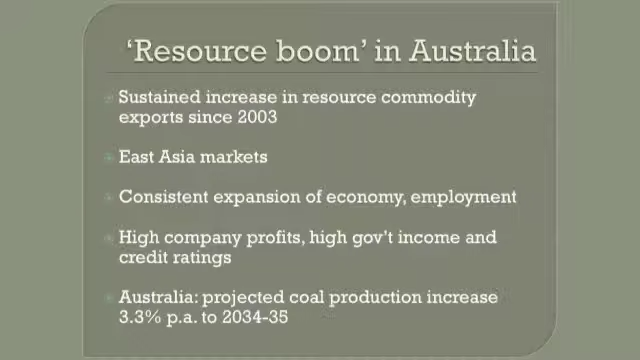 ‘Resource boom’ in Australia
Sustained increase in resource commodity
exports since 2003
East Asia markets
Consistent expansion of economy, employment
High company profits, high gov't income and
credit ratings
Australia: projected coal production increase
3.3% p.a. to 2034-35